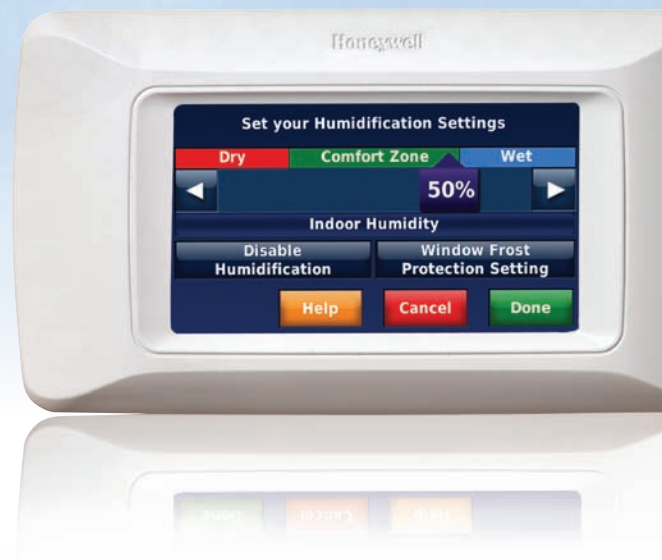 Honeywell
Set your Humidification Settings
Dry Comfort Zone Wet
50%
Indoor Humidity
Disable Humidification
Window Frost Protection Setting
Help Cancel Done